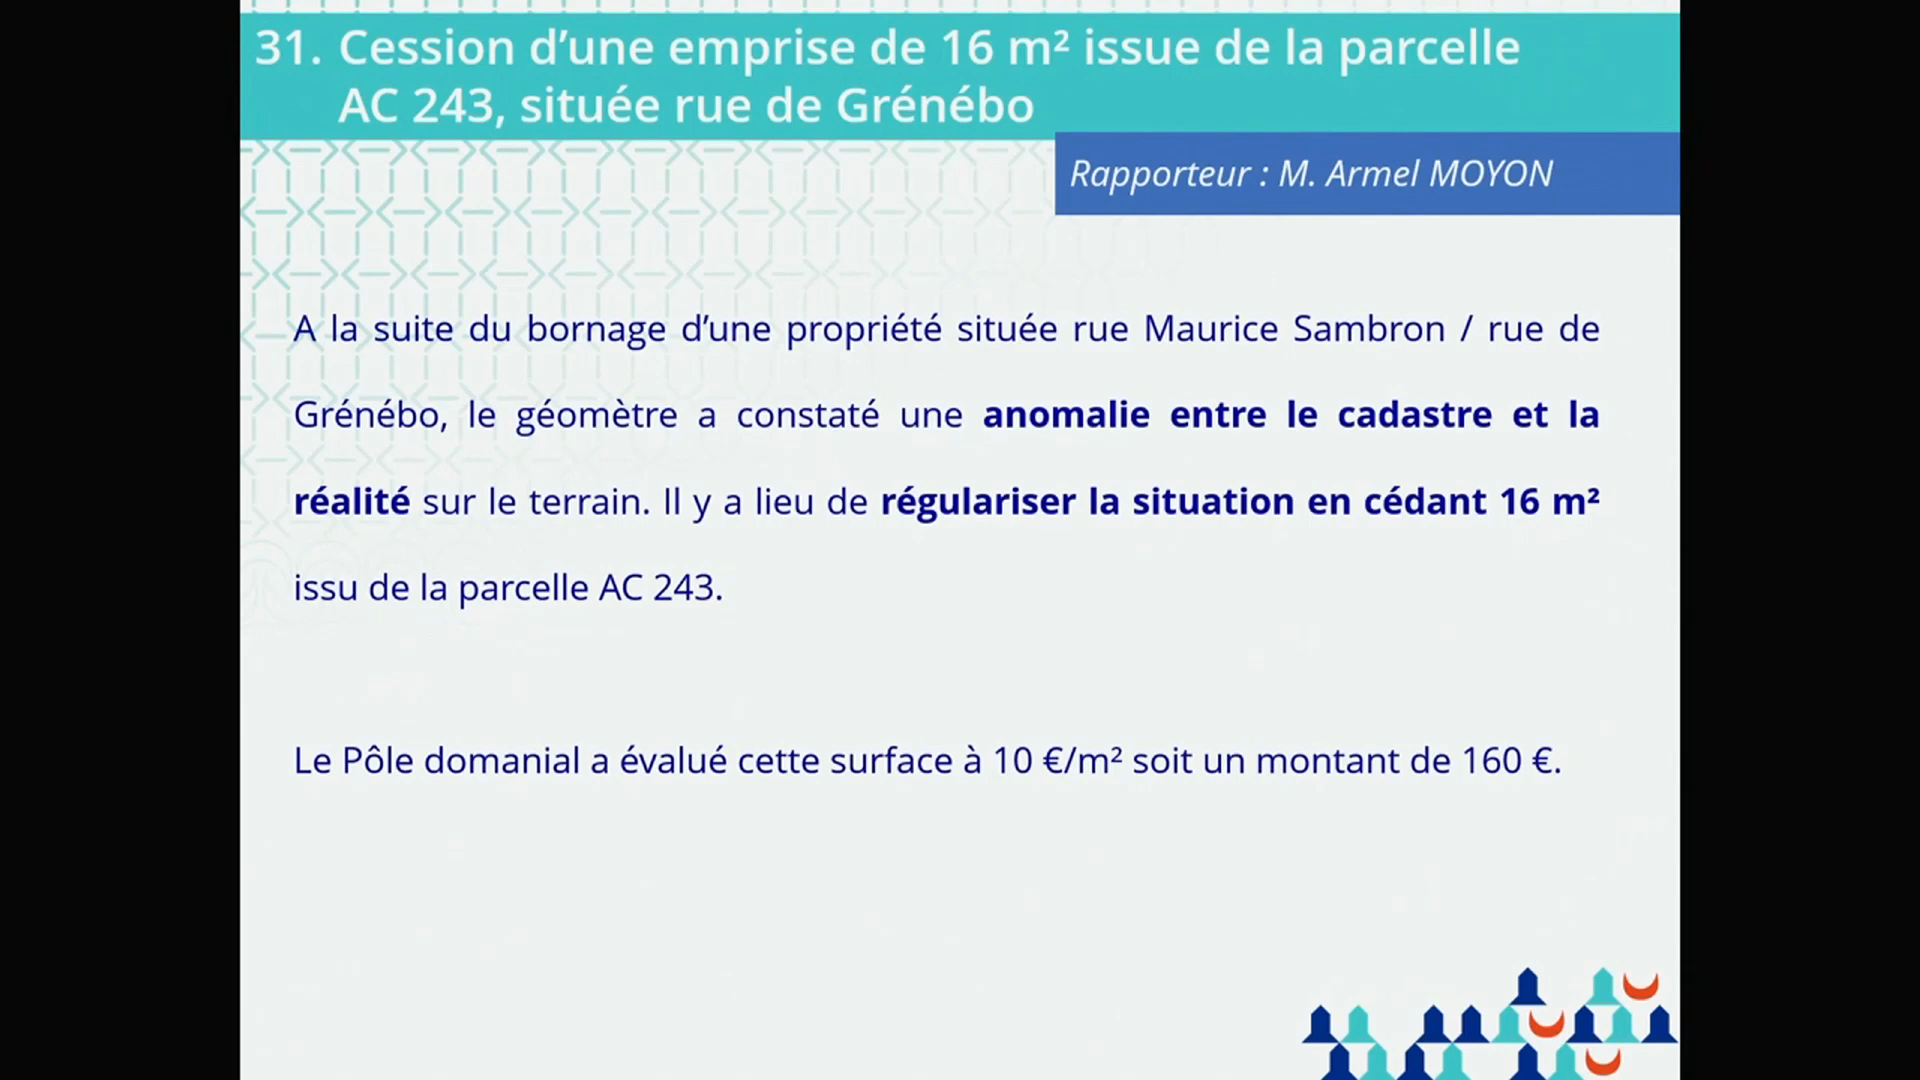 31. Cession d’une emprise de 16 m² issue de la parcelle
AC 243, située rue de Grénébo
Rapporteur : M. Armel MOYON
A la suite du bornage d’une propriété située rue Maurice Sambron / rue de
Grénébo, le géomètre a constaté une anomalie entre le cadastre et la
réalité sur le terrain. Il y a lieu de régulariser la situation en cédant 16 m²
issu de la parcelle AC 243.
Le Pôle domanial a évalué cette surface à 10 €/m² soit un montant de 160 €.